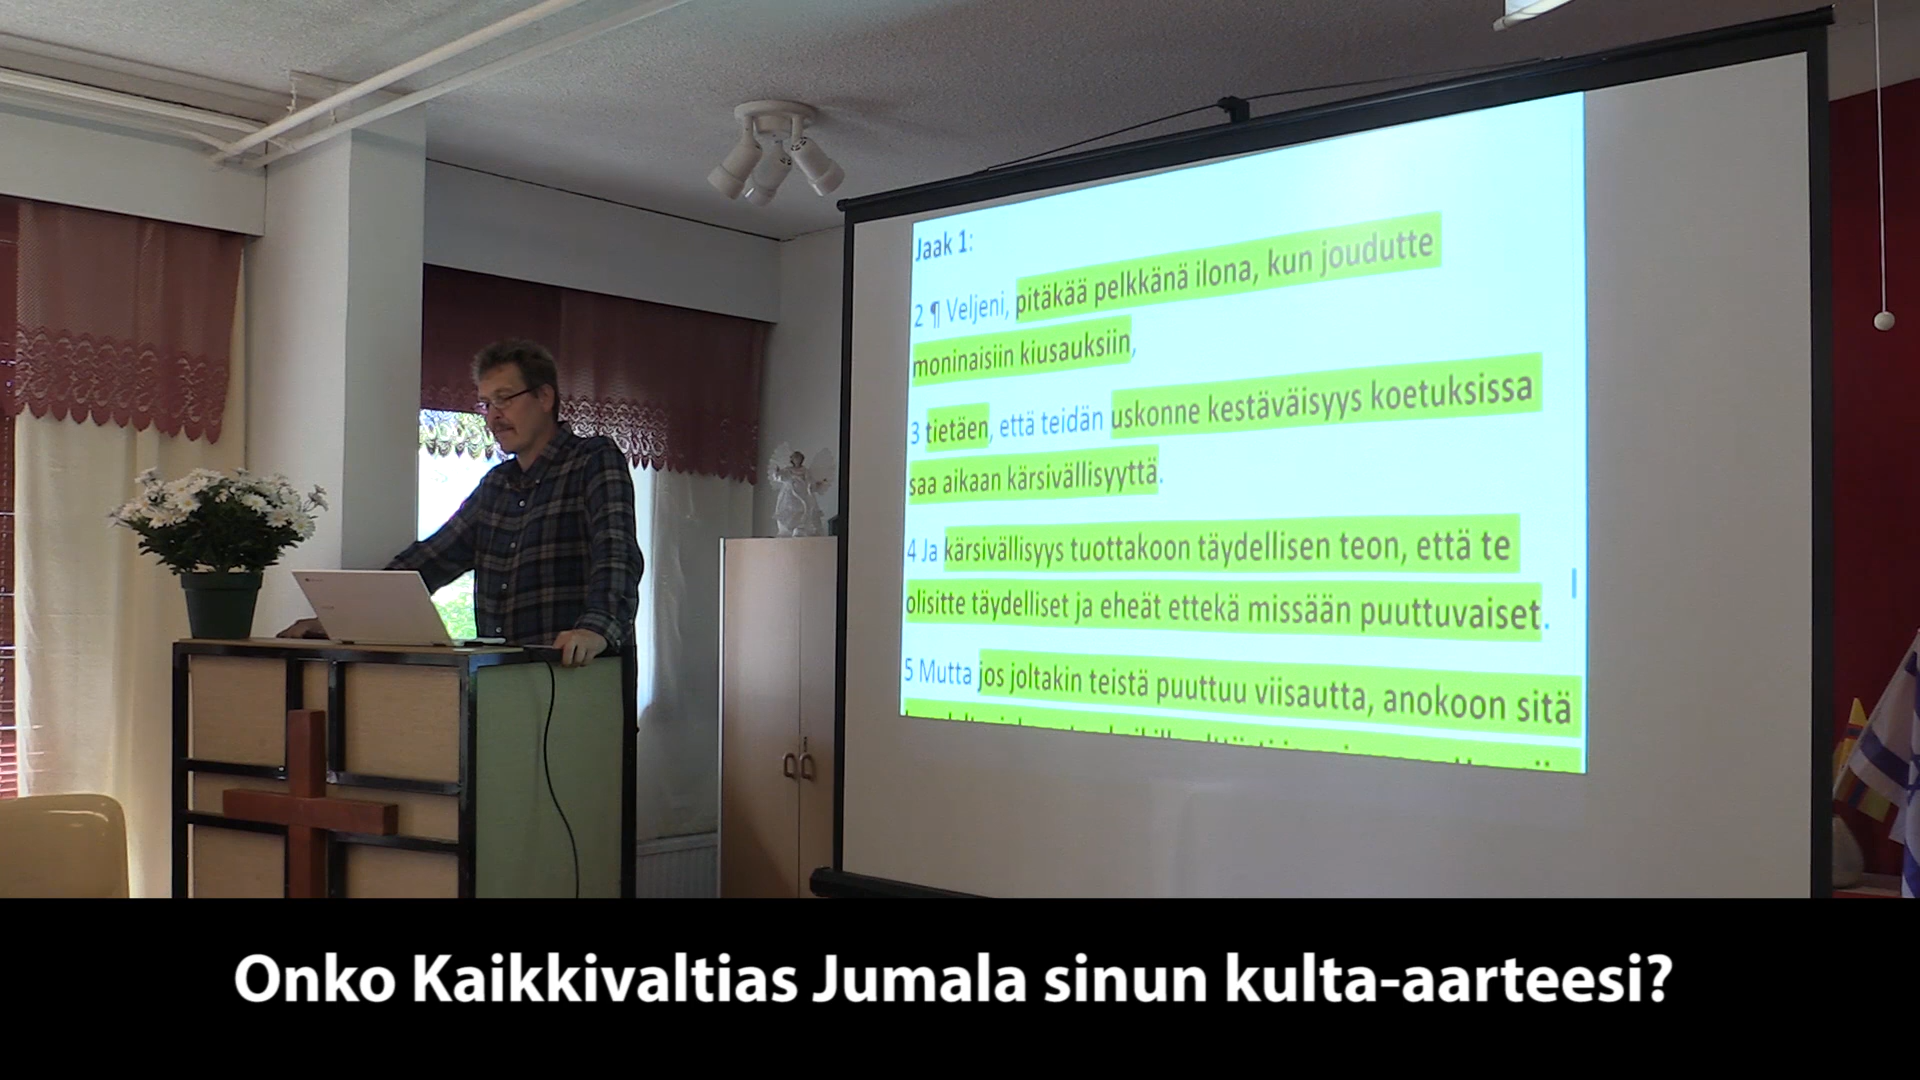 Jaak 1:
2 ¶ Veljeni, pitäkää pelkkänä ilona, kun joudutte
moninaisiin kiusauksiin,
3 tietäen, että teidän uskonne kestäväisyys koetuksissa
saa aikaan kärsivällisyyttä.
4 Ja kärsivällisyys tuottakoon täydellisen teon, että te
olisitte täydelliset ja eheät ettekä missään puuttuvaiset.
5 Mutta jos joltakin teistä puuttuu viisautta, anokoon sitä
Onko Kaikkivaltias Jumala sinun kulta-aarteesi?